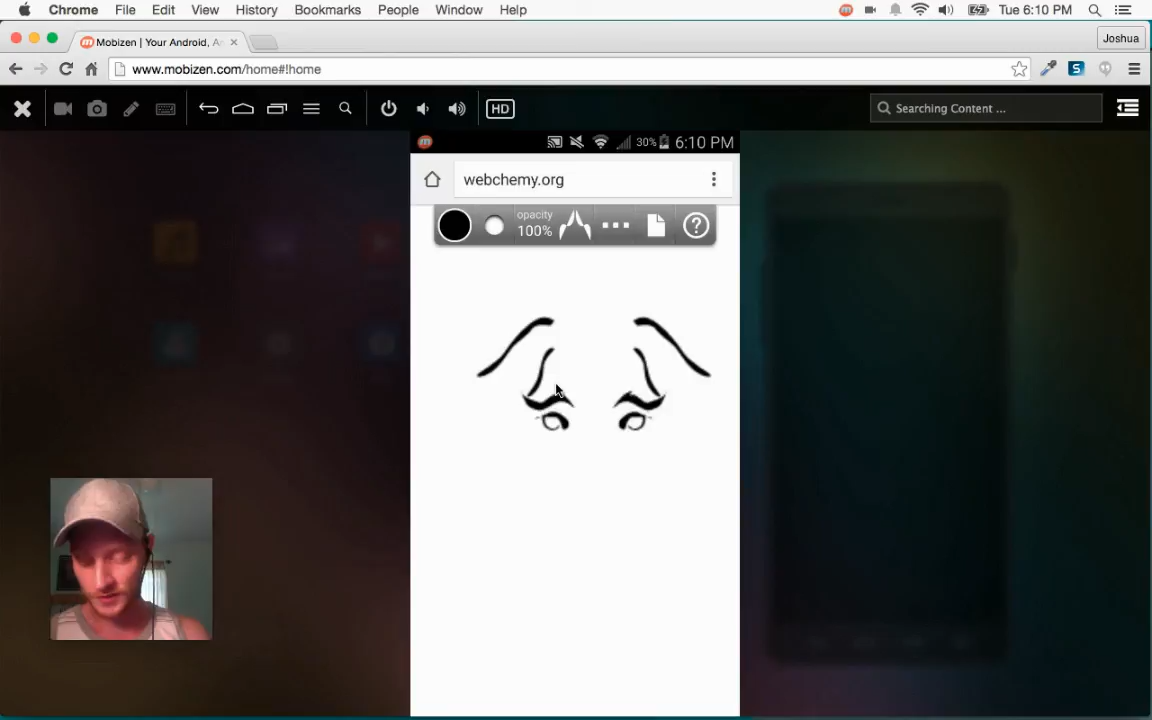 Chrome File Edit View History Bookmarks People Window Help Tue 6:10 PM
Mobizen | Your Android, A
Joshua
www.mobizen.com/home#!home
HD
Searching Content ...
30% 6:10 PM
webchemy.org
opacity
100%
?